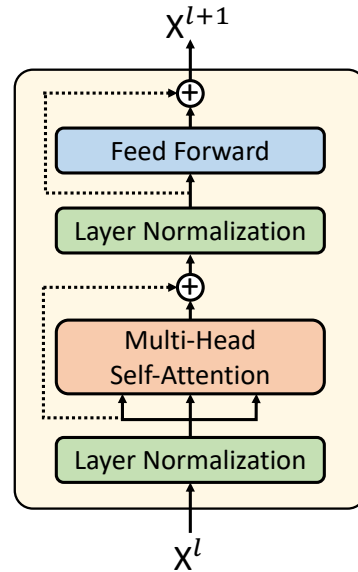 X^{l+1}
Feed Forward
Layer Normalization
Multi-Head
Self-Attention
Layer Normalization
X^l